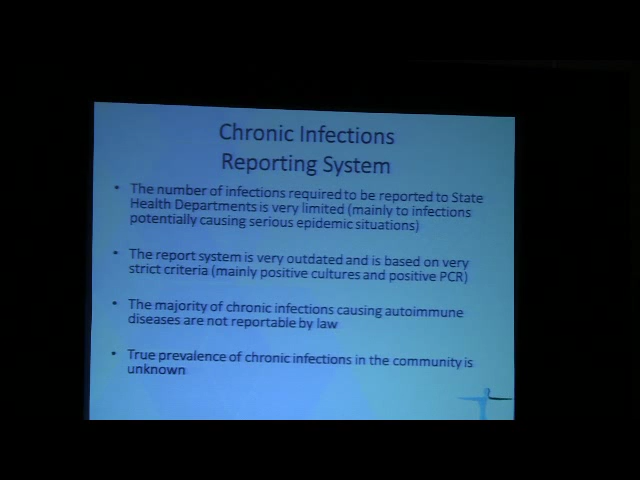 Chronic Infections
Reporting System
• The number of infections required to be reported to State
Health Departments is very limited (mainly to infections
potentially causing serious epidemic situations)
• The report system is very outdated and is based on very
strict criteria (mainly positive cultures and positive PCR)
• The majority of chronic infections causing autoimmune
diseases are not reportable by law
• True prevalence of chronic infections in the community is
unknown